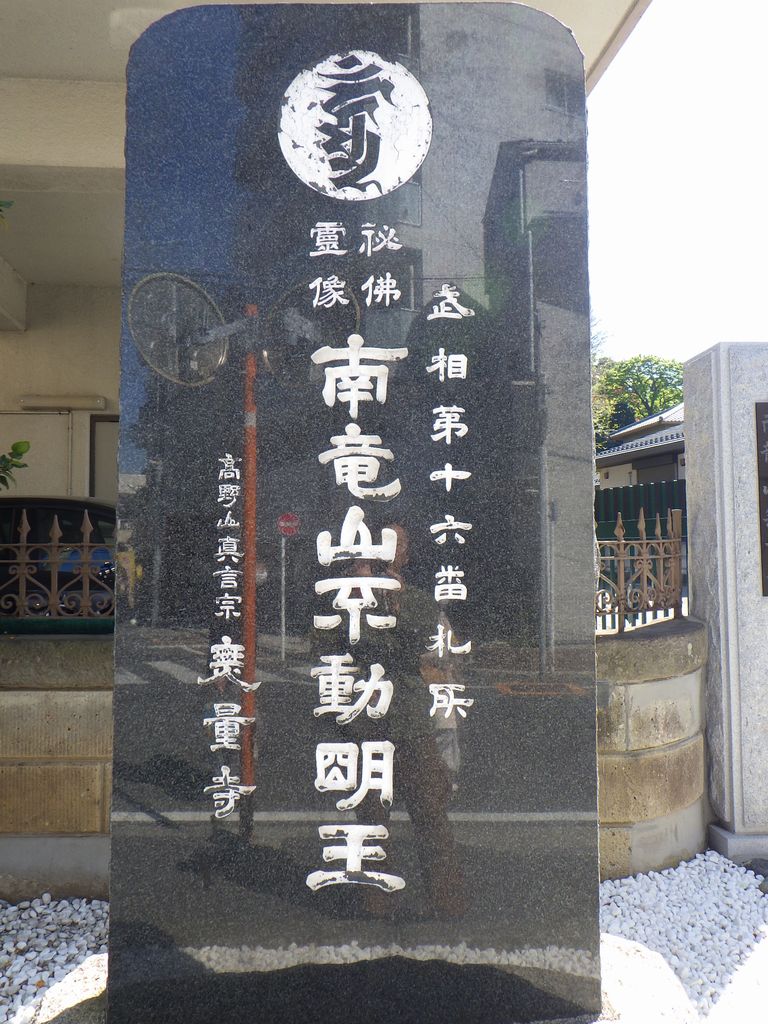 武相第十六番札所
祕佛
靈像
南竜山不動明王
高野山真言宗 無量寺